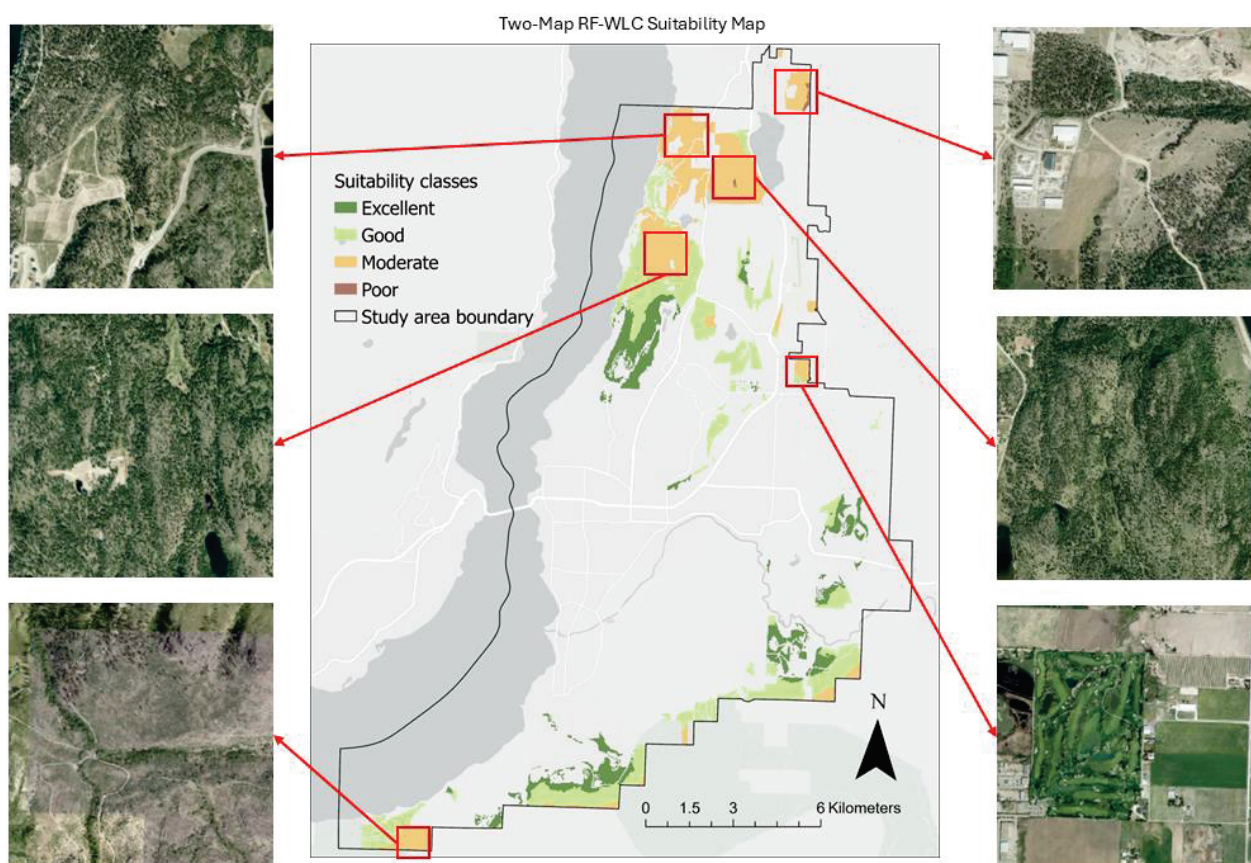 Two-Map RF-WLC Suitability Map
Suitability classes
Excellent
Good
Moderate
Poor
Study area boundary
N
0 1.5 3 6 Kilometers